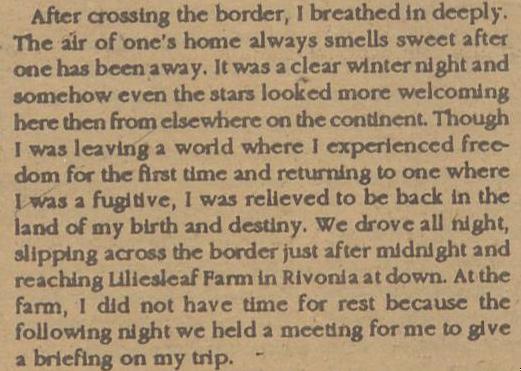 After crossing the border, I breathed in deeply.
The air of one's home always smells sweet after
one has been away. It was a clear winter night and
somehow even the stars looked more welcoming
here then from elsewhere on the continent. Though
I was leaving a world where I experienced free-
dom for the first time and returning to one where
I was a fugitive, I was relieved to be back in the
land of my birth and destiny. We drove all night,
slipping across the border just after midnight and
reaching Liliesleaf Farm in Rivonia at down. At the
farm, I did not have time for rest because the
following night we held a meeting for me to give
a briefing on my trip.